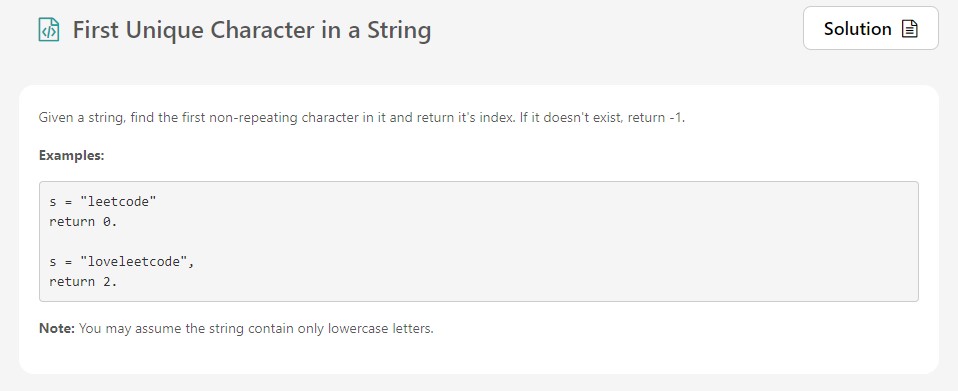 First Unique Character in a String
Solution
Given a string, find the first non-repeating character in it and return it's index. If it doesn't exist, return -1.
Examples:
s = "leetcode"
return 0.
s = "loveleetcode",
return 2.
Note: You may assume the string contain only lowercase letters.